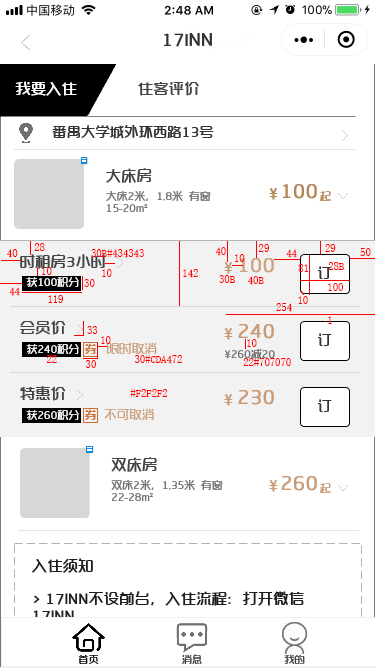 中国移动 2:48 AM 100%
17INN
我要入住 住客评价
番禺大学城外环西路13号
大床房
大床2米，1.8米 有窗
15-20m²
¥100起
28 40 29 29 50
40 30B#434343 10 44
时租房3小时 ¥100 订
10 10 142 81 28B
获100积分 30 30B 40B 100
44 119 10
254
1
会员价 33 ¥240 订
获240积分 券 限时取消 10 ¥260减20
22 30 30#CDA472 22#707070
特惠价 #F2F2F2 ¥230 订
获260积分 券 不可取消
双床房
双床2米，1.35米 有窗
22-28m²
¥260起
入住须知
> 17INN不设前台，入住流程：打开微信
17INN
首页 消息 我的